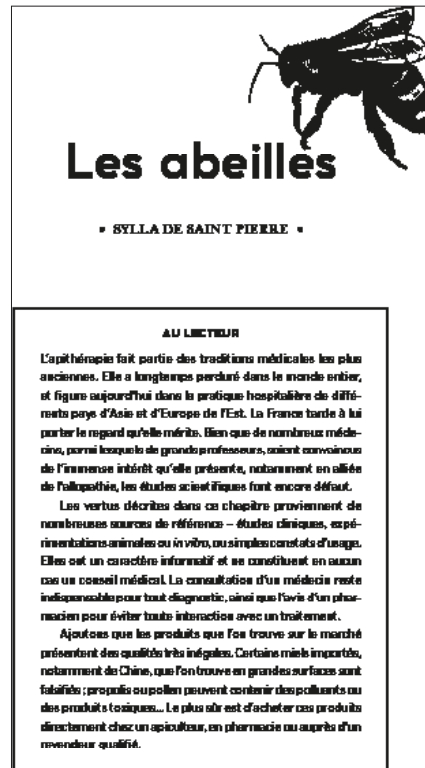 Les abeilles
• SYLLA DE SAINT PIERRE •
AU LECTEUR
L'apithérapie fait partie des traditions médicales les plus
anciennes. Elle a longtemps perduré dans le monde entier,
et figure aujourd'hui dans la pratique hospitalière de diffé-
rents pays d'Asie et d'Europe de l'Est. La France tarde à lui
porter le regard qu'elle mérite. Bien que de nombreux méde-
cins, parmi lesquels de grands professeurs, soient convaincus
de l'immense intérêt qu'elle présente, notamment en alliée
de l'allopathie, les études scientifiques font encore défaut.
Les vertus décrites dans ce chapitre proviennent de
nombreuses sources de référence – études cliniques, expé-
rimentations animales ou in vitro, ou simples constats d'usage.
Elles ont un caractère informatif et ne constituent en aucun
cas un conseil médical. La consultation d'un médecin reste
indispensable pour tout diagnostic, ainsi que l'avis d'un phar-
macien pour éviter toute interaction avec un traitement.
Ajoutons que les produits que l'on trouve sur le marché
présentent des qualités très inégales. Certains miels importés,
notamment de Chine, que l'on trouve en grandes surfaces sont
falsifiés ; propolis ou pollen peuvent contenir des polluants ou
des produits toxiques... Le plus sûr est d'acheter ces produits
directement chez un apiculteur, en pharmacie ou auprès d'un
revendeur qualifié.